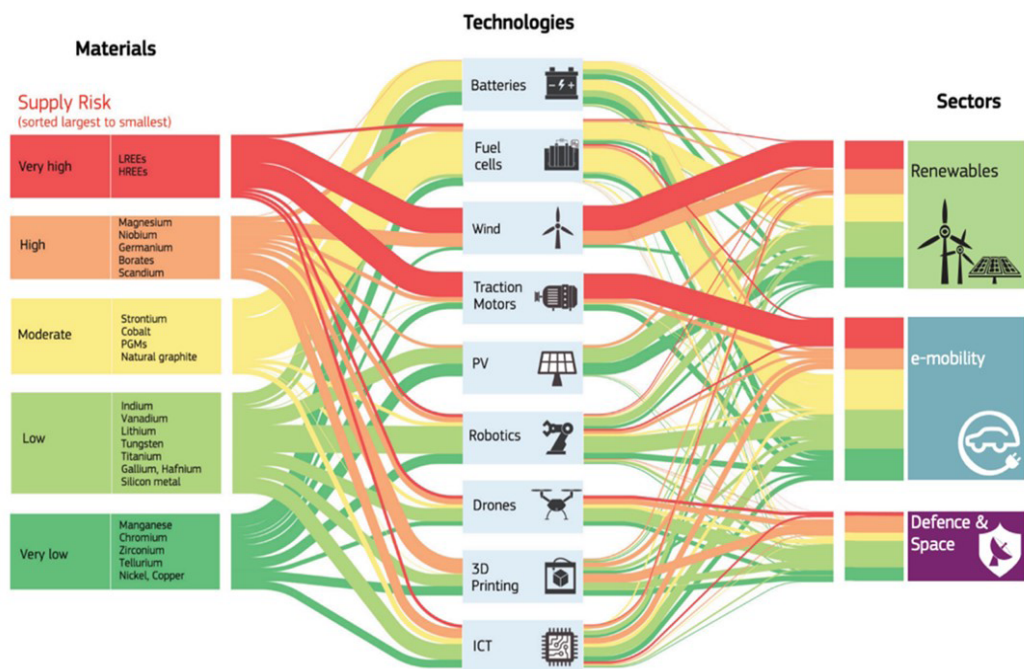 Technologies
Materials
Supply Risk
(sorted largest to smallest)
Very high
LREEs
HREEs
High
Magnesium
Niobium
Germanium
Borates
Scandium
Moderate
Strontium
Cobalt
PGMs
Natural graphite
Low
Indium
Vanadium
Lithium
Tungsten
Titanium
Gallium, Hafnium
Silicon metal
Very low
Manganese
Chromium
Zirconium
Tellurium
Nickel, Copper
Batteries
Fuel
cells
Wind
Traction
Motors
PV
Robotics
Drones
3D
Printing
ICT
Sectors
Renewables
e-mobility
Defence &
Space